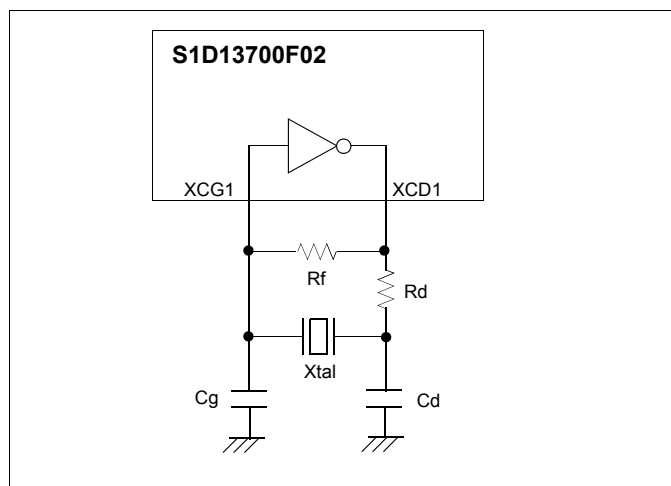 S1D13700F02
XCG1
XCD1
Rf
Rd
Xtal
Cg
Cd